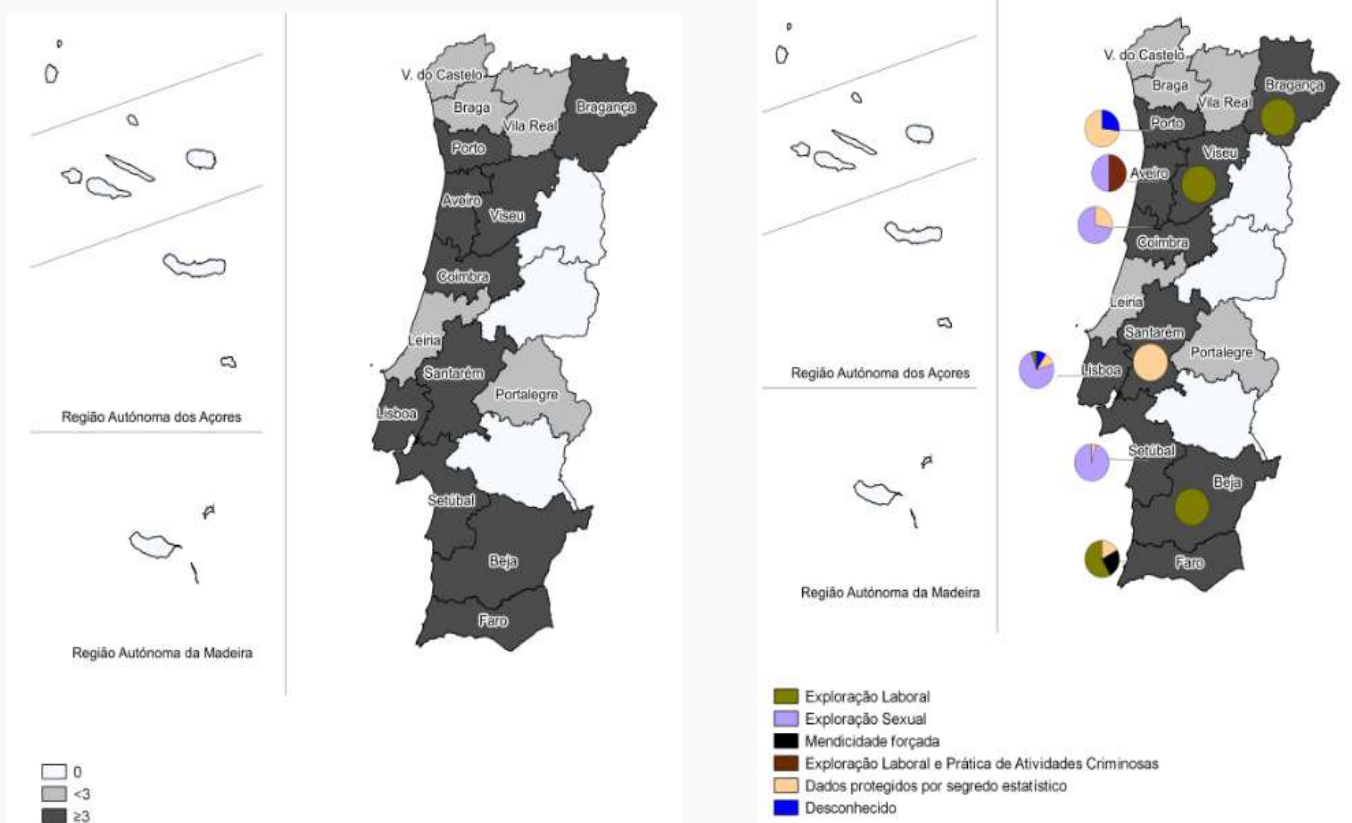 V. do Castelo
Braga
Vila Real
Bragança
Porto
Aveiro
Viseu
Coimbra
Leiria
Santarém
Portalegre
Lisboa
Setúbal
Beja
Faro
Região Autónoma dos Açores
Região Autónoma da Madeira
0
<3
≥3
V. do Castelo
Braga
Vila Real
Bragança
Porto
Viseu
Aveiro
Coimbra
Leiria
Santarém
Portalegre
Lisboa
Setúbal
Beja
Faro
Região Autónoma dos Açores
Região Autónoma da Madeira
Exploração Laboral
Exploração Sexual
Mendicidade forçada
Exploração Laboral e Prática de Atividades Criminosas
Dados protegidos por segredo estatístico
Desconhecido